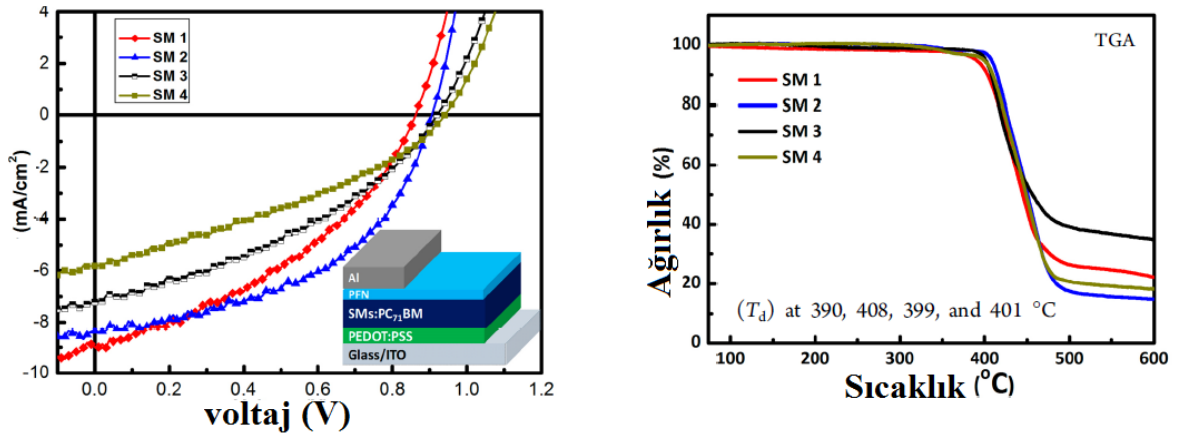 4
2
0
-2
-4
-6
-8
-10
(mA/cm²)
SM 1
SM 2
SM 3
SM 4
Al
PFN
SMs:PC₇₁BM
PEDOT:PSS
Glass/ITO
0.0 0.2 0.4 0.6 0.8 1.0 1.2
voltaj (V)
100
80
60
40
20
0
Ağırlık (%)
TGA
SM 1
SM 2
SM 3
SM 4
(Td) at 390, 408, 399, and 401 °C
100 200 300 400 500 600
Sıcaklık (°C)